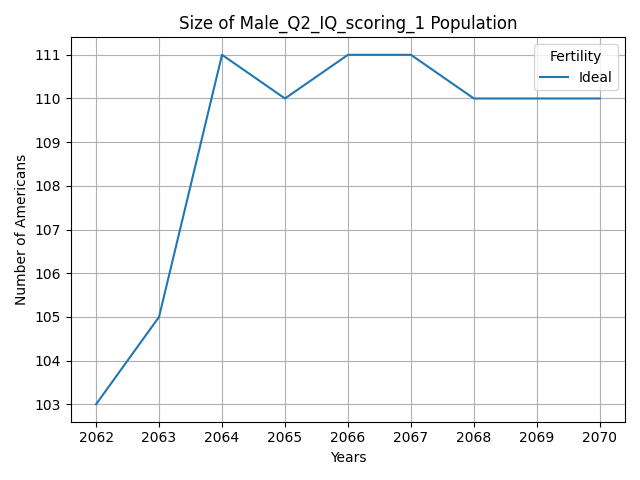 Size of Male_Q2_IQ_scoring_1 Population
Fertility
Ideal
111
110
109
108
107
106
105
104
103
Number of Americans
2062 2063 2064 2065 2066 2067 2068 2069 2070
Years